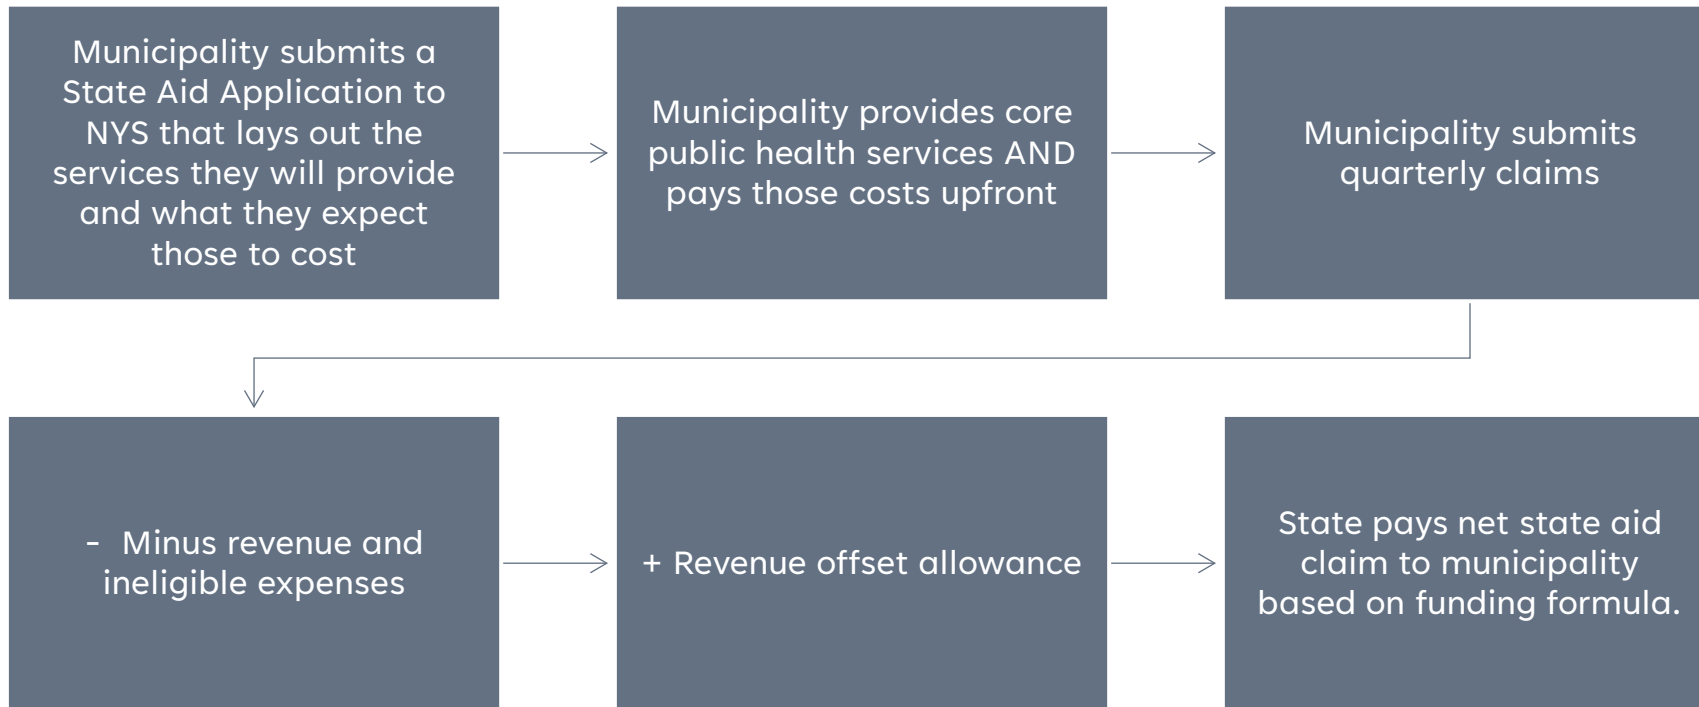 Municipality submits a
State Aid Application to
NYS that lays out the
services they will provide
and what they expect
those to cost
Municipality provides core
public health services AND
pays those costs upfront
Municipality submits
quarterly claims
- Minus revenue and
ineligible expenses
+ Revenue offset allowance
State pays net state aid
claim to municipality
based on funding formula.